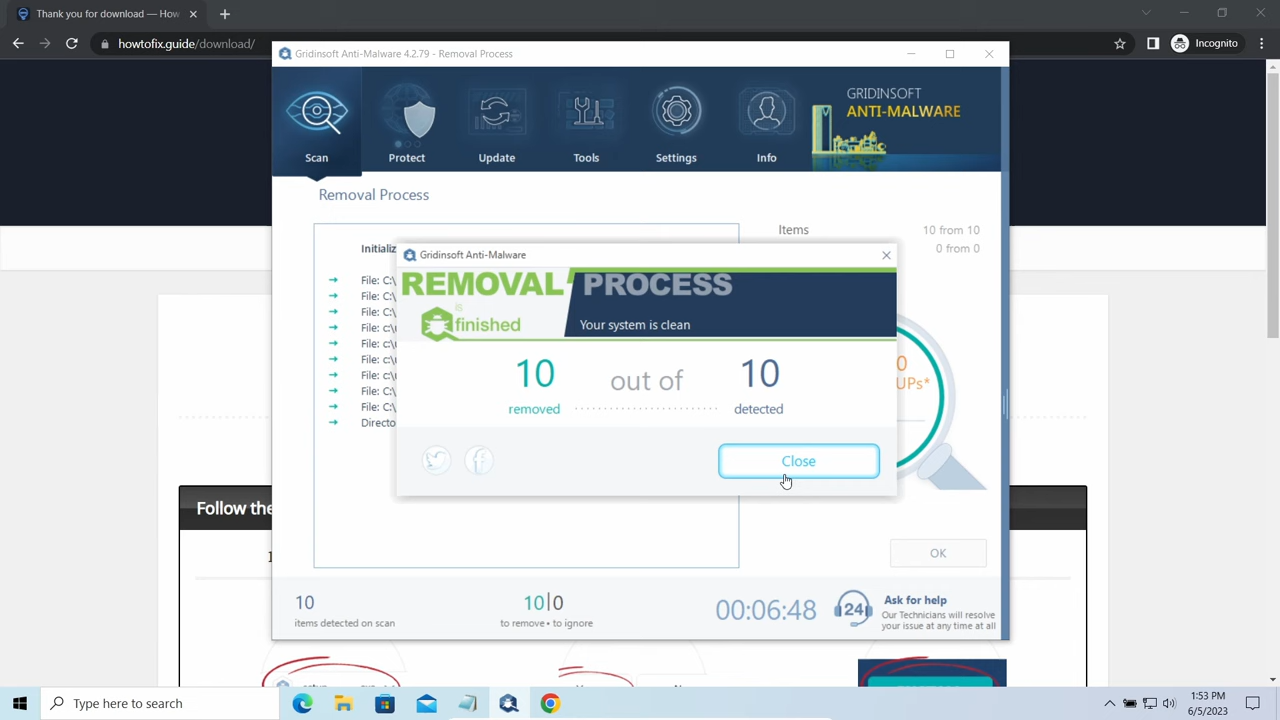 Thank you for download — How
howtofix.guide/download/
Incognito
Gridinsoft Anti-Malware 4.2.79 - Removal Process
Scan
Protect
Update
Tools
Settings
Info
GRIDINSOFT
ANTI-MALWARE
Removal Process
Initializ
Items
10 from 10
0 from 0
File: C:\
File: C:\
File: C:\
File: c:\
File: C:\
File: c:\
File: c:\
File: C:\
File: C:\
Directo
Gridinsoft Anti-Malware
REMOVAL PROCESS
is
finished
Your system is clean
10 out of 10
removed
detected
Close
0
UPs*
OK
Follow the
10
items detected on scan
10|0
to remove • to ignore
00:06:48
24
Ask for help
Our Technicians will resolve
your issue at any time at all
Type here to search
1:53 PM
6/5/2023